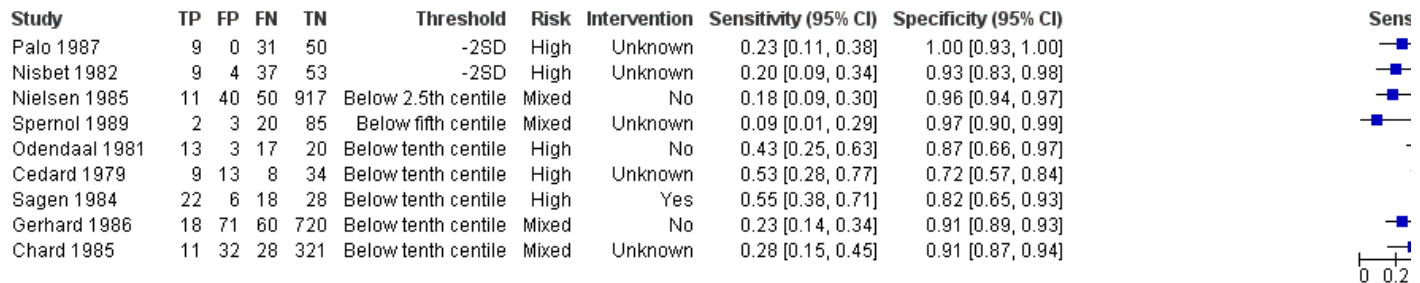 Study TP FP FN TN Threshold Risk Intervention Sensitivity (95% CI) Specificity (95% CI) Sens
Palo 1987 9 0 31 50 -2SD High Unknown 0.23 [0.11, 0.38] 1.00 [0.93, 1.00]
Nisbet 1982 9 4 37 53 -2SD High Unknown 0.20 [0.09, 0.34] 0.93 [0.83, 0.98]
Nielsen 1985 11 40 50 917 Below 2.5th centile Mixed No 0.18 [0.09, 0.30] 0.96 [0.94, 0.97]
Spernol 1989 2 3 20 85 Below fifth centile Mixed Unknown 0.09 [0.01, 0.29] 0.97 [0.90, 0.99]
Odendaal 1981 13 3 17 20 Below tenth centile High No 0.43 [0.25, 0.63] 0.87 [0.66, 0.97]
Cedard 1979 9 13 8 34 Below tenth centile High Unknown 0.53 [0.28, 0.77] 0.72 [0.57, 0.84]
Sagen 1984 22 6 18 28 Below tenth centile High Yes 0.55 [0.38, 0.71] 0.82 [0.65, 0.93]
Gerhard 1986 18 71 60 720 Below tenth centile Mixed No 0.23 [0.14, 0.34] 0.91 [0.89, 0.93]
Chard 1985 11 32 28 321 Below tenth centile Mixed Unknown 0.28 [0.15, 0.45] 0.91 [0.87, 0.94]
0 0.2